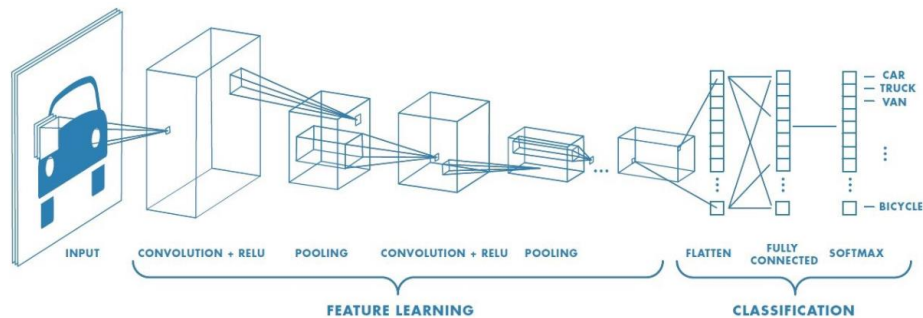 CAR
TRUCK
VAN
BICYCLE
INPUT
CONVOLUTION + RELU
POOLING
CONVOLUTION + RELU
POOLING
FLATTEN
FULLY
CONNECTED
SOFTMAX
FEATURE LEARNING
CLASSIFICATION